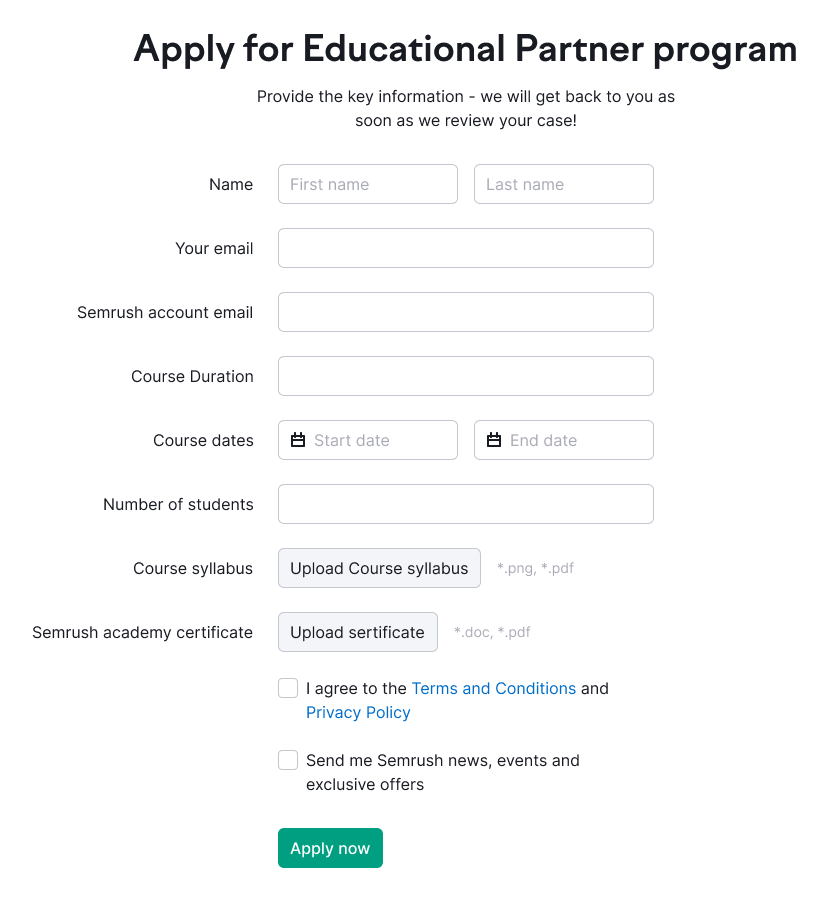 Apply for Educational Partner program
Provide the key information - we will get back to you as
soon as we review your case!
Name First name Last name
Your email
Semrush account email
Course Duration
Course dates Start date End date
Number of students
Course syllabus Upload Course syllabus *.png, *.pdf
Semrush academy certificate Upload sertificate *.doc, *.pdf
I agree to the Terms and Conditions and
Privacy Policy
Send me Semrush news, events and
exclusive offers
Apply now